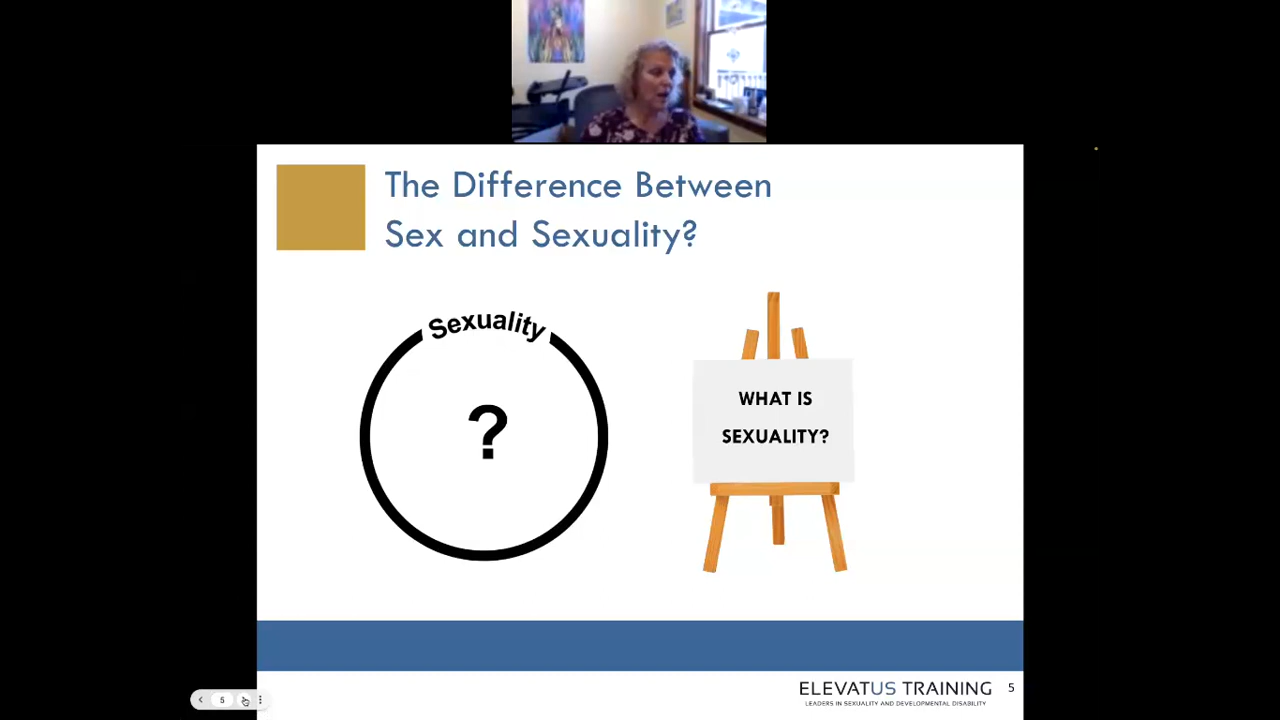 The Difference Between
Sex and Sexuality?
Sexuality
?
WHAT IS
SEXUALITY?
ELEVATUS TRAINING
LEADERS IN SEXUALITY AND DEVELOPMENTAL DISABILITY
5
5